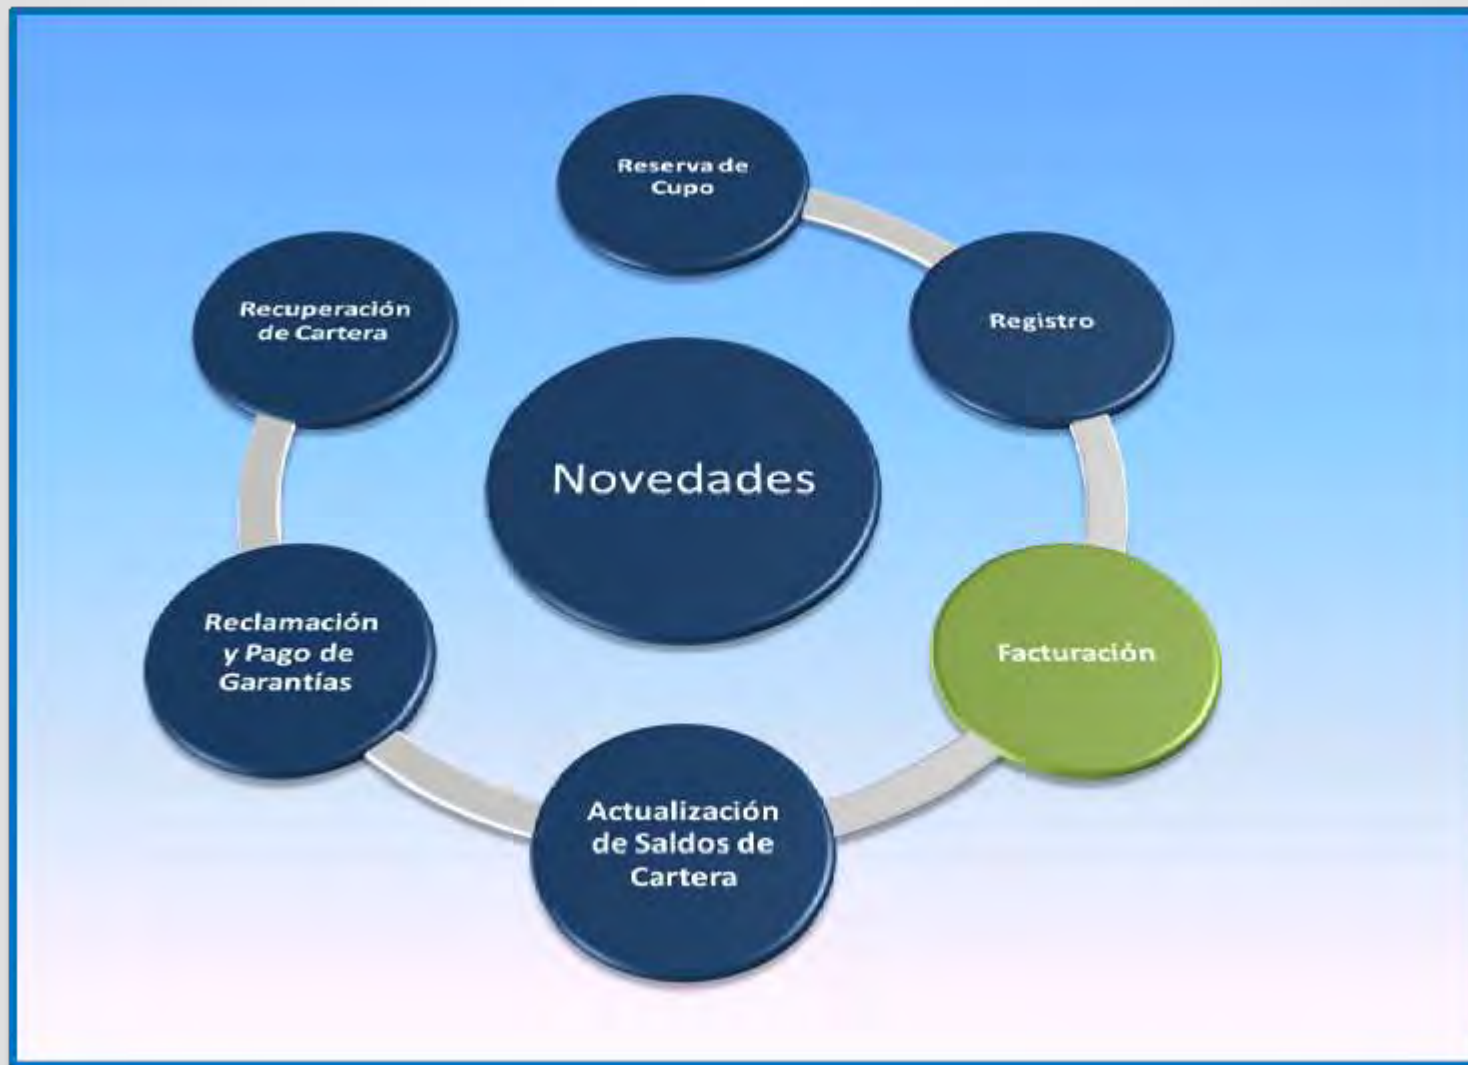 Reserva de
Cupo
Registro
Facturación
Actualización
de Saldos de
Cartera
Reclamación
y Pago de
Garantías
Recuperación
de Cartera
Novedades